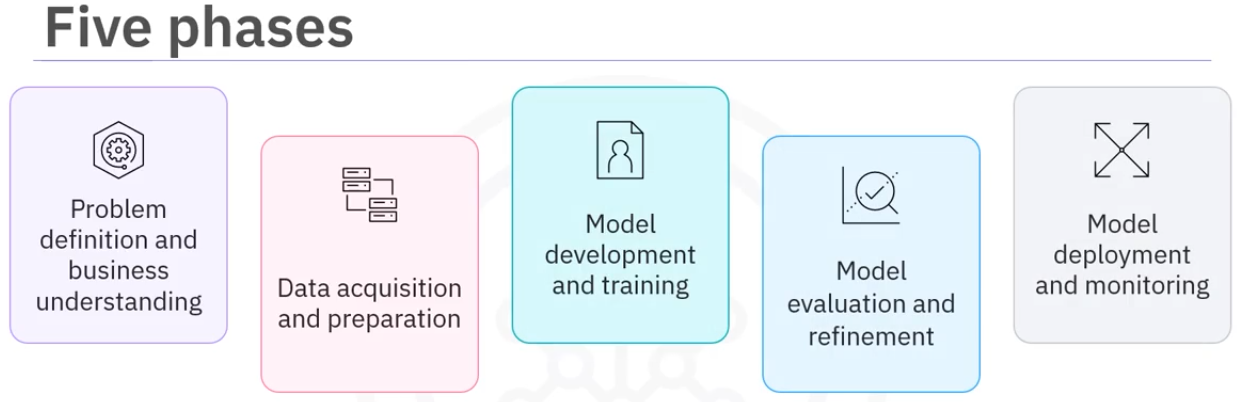 Five phases
Problem
definition and
business
understanding
Data acquisition
and preparation
Model
development
and training
Model
evaluation and
refinement
Model
deployment
and monitoring